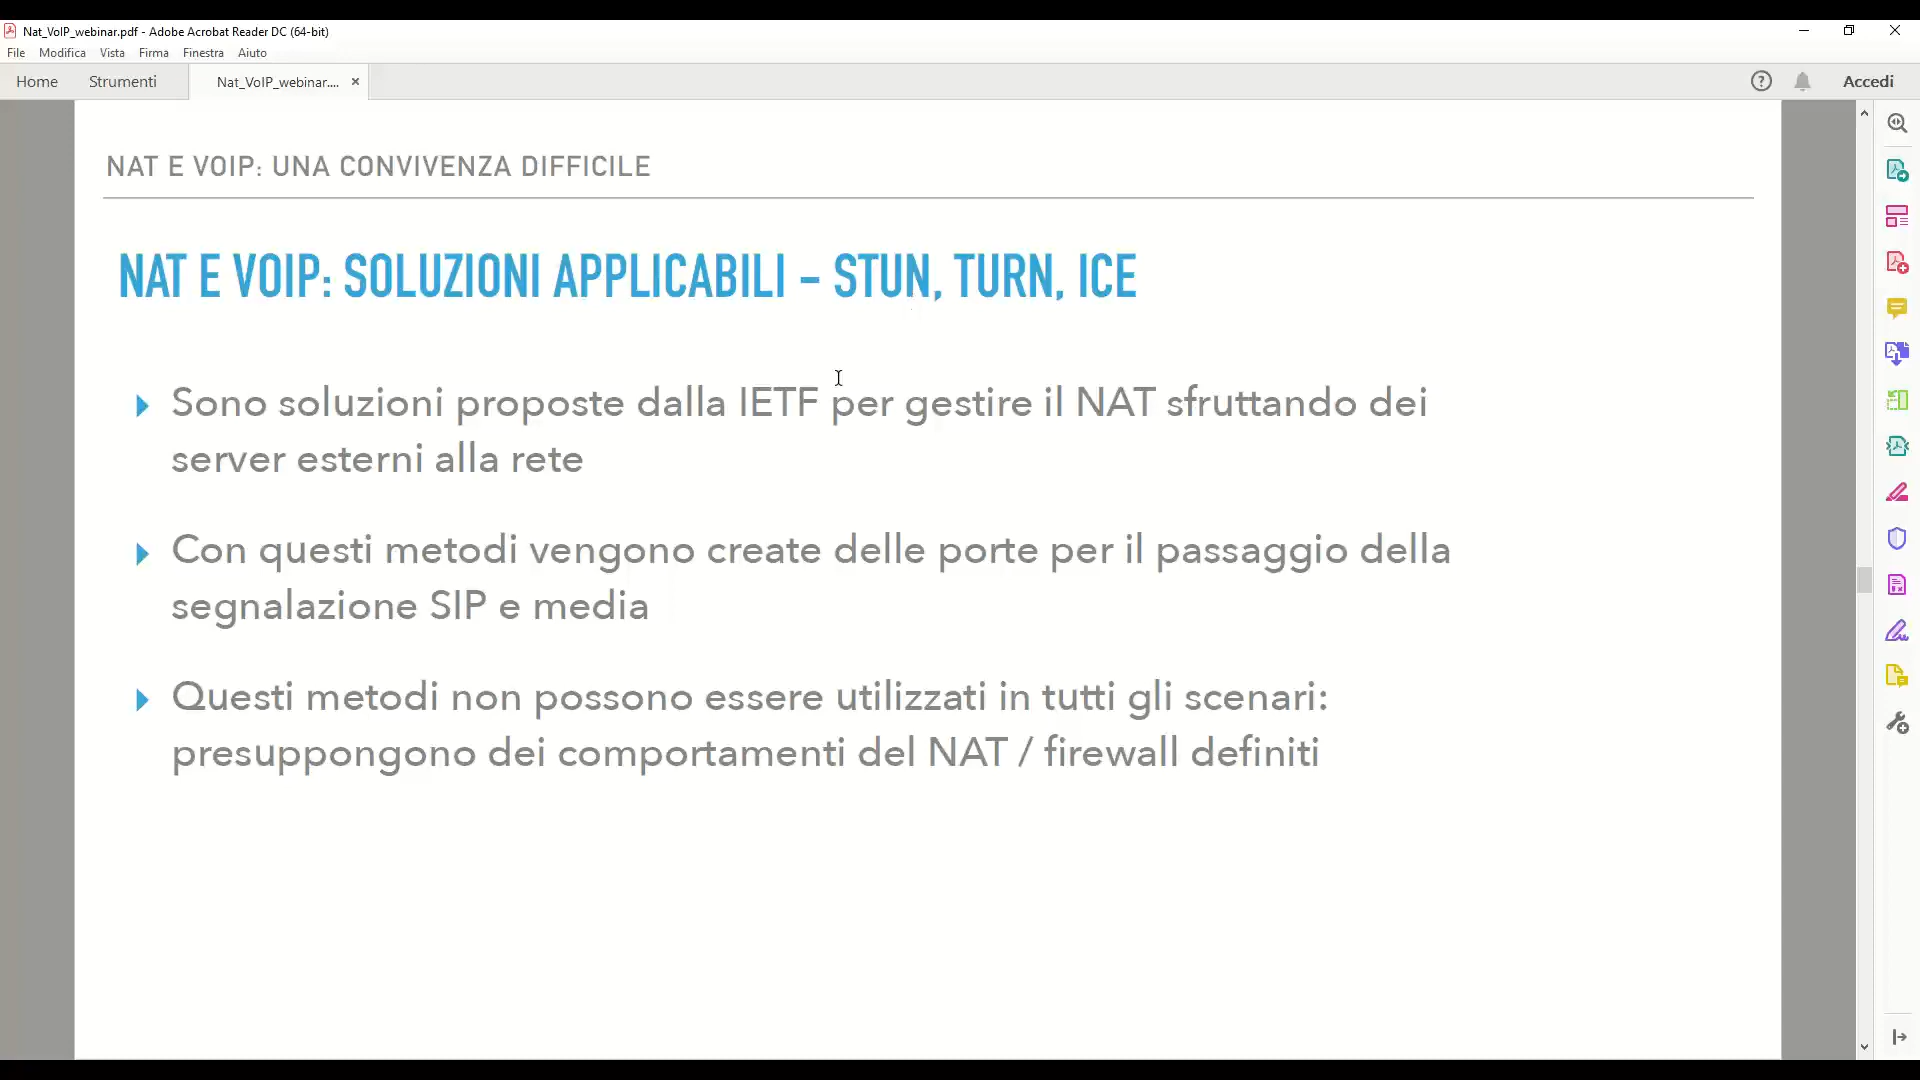 Nat_VoIP_webinar.pdf - Adobe Acrobat Reader DC (64-bit)
File Modifica Vista Firma Finestra Aiuto
Home Strumenti Nat_VoIP_webinar.... Accedi
NAT E VOIP: UNA CONVIVENZA DIFFICILE
NAT E VOIP: SOLUZIONI APPLICABILI – STUN, TURN, ICE
Sono soluzioni proposte dalla IETF per gestire il NAT sfruttando dei
server esterni alla rete
Con questi metodi vengono create delle porte per il passaggio della
segnalazione SIP e media
Questi metodi non possono essere utilizzati in tutti gli scenari:
presuppongono dei comportamenti del NAT / firewall definiti